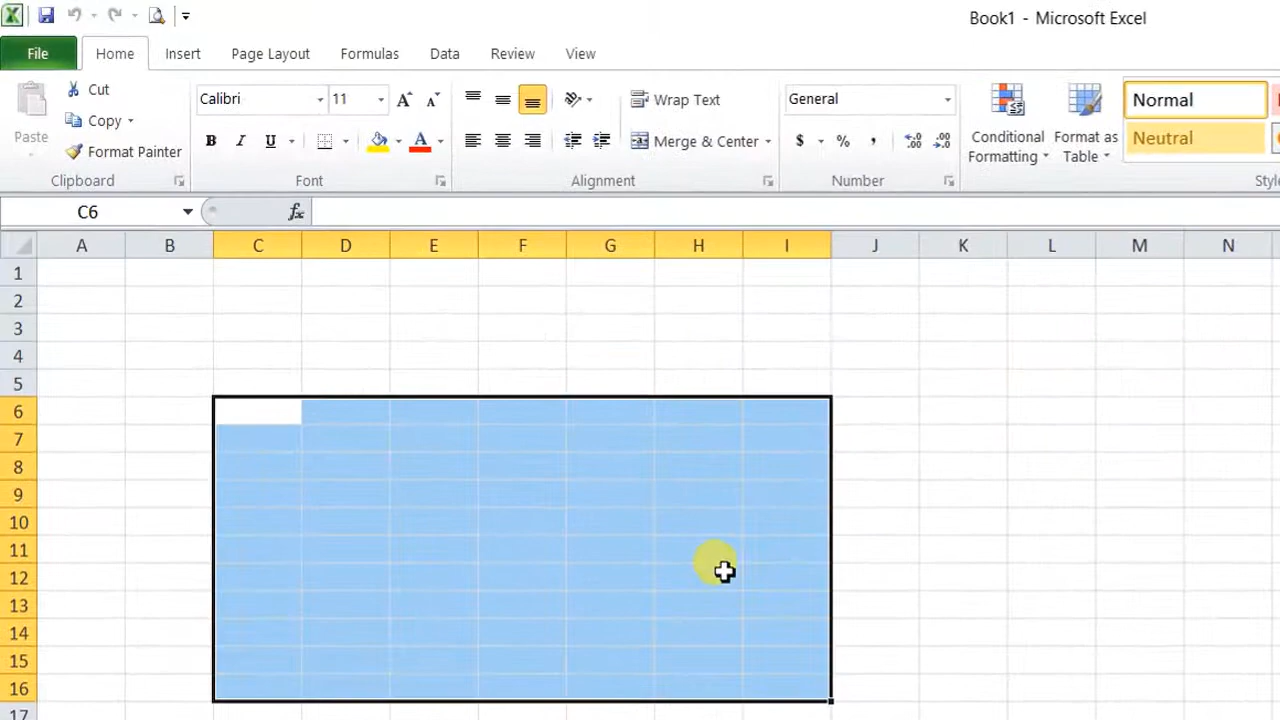 Book1 - Microsoft Excel
File Home Insert Page Layout Formulas Data Review View
Paste
Cut
Copy
Format Painter
Clipboard
Calibri 11
B I U A
Font
Wrap Text
Merge & Center
Alignment
General
$ % ,
Number
Conditional Formatting
Format as Table
Normal
Neutral
C6 fx
A B C D E F G H I J K L M N
1
2
3
4
5
6
7
8
9
10
11
12
13
14
15
16
17